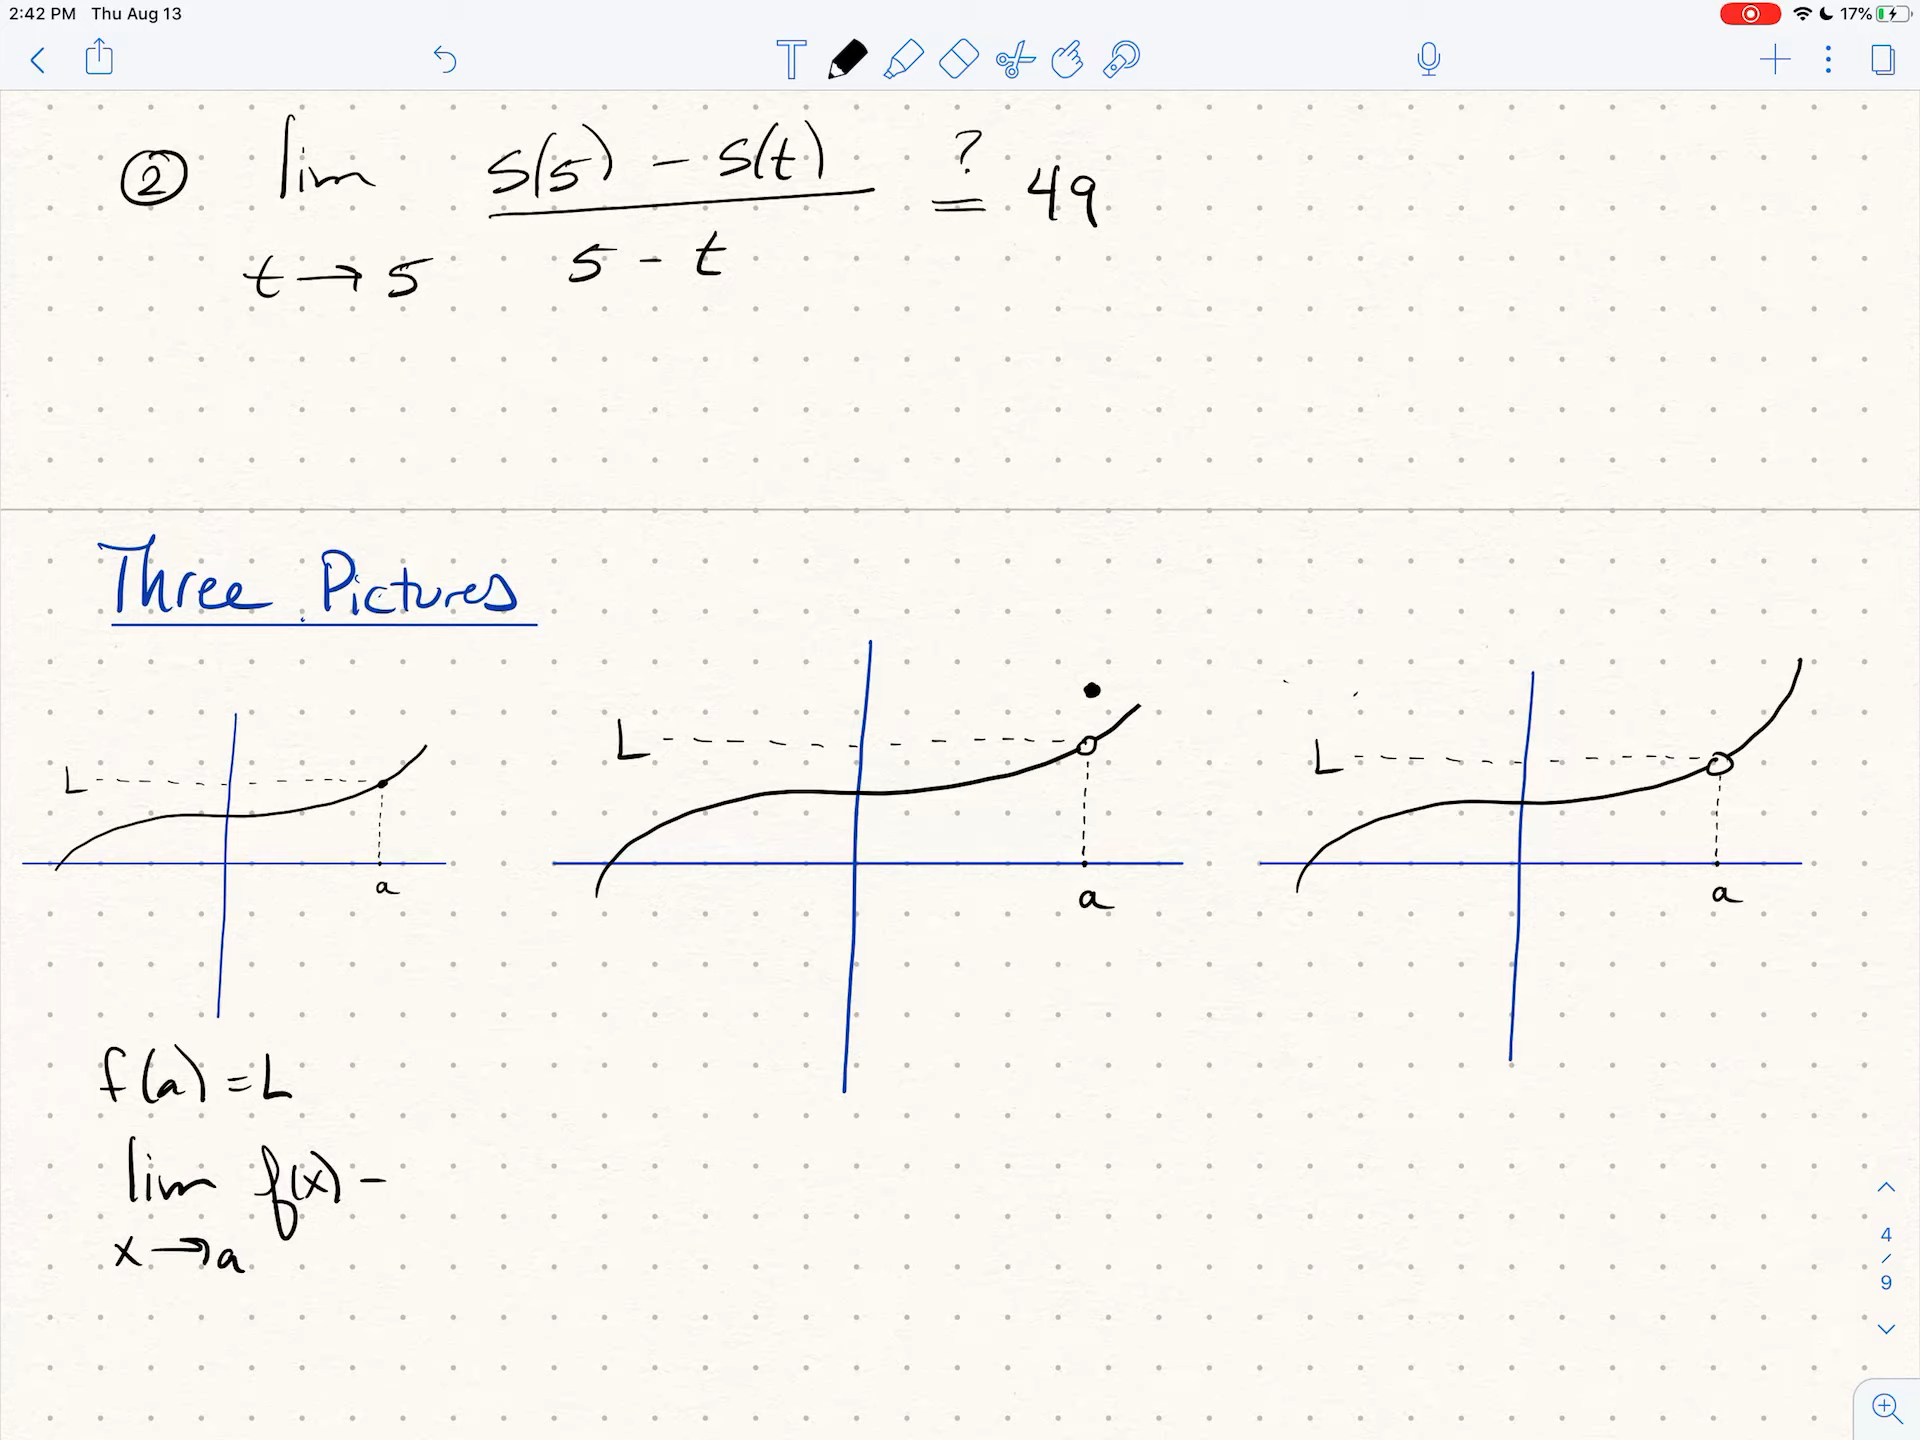 2:42 PM Thu Aug 13
17%
T
② lim s(5) - s(t) ? 49
=
t → 5 5 - t
Three Pictures
L
L
L
a
a
a
f(a) = L
lim f(x) -
x → a
4
/
9